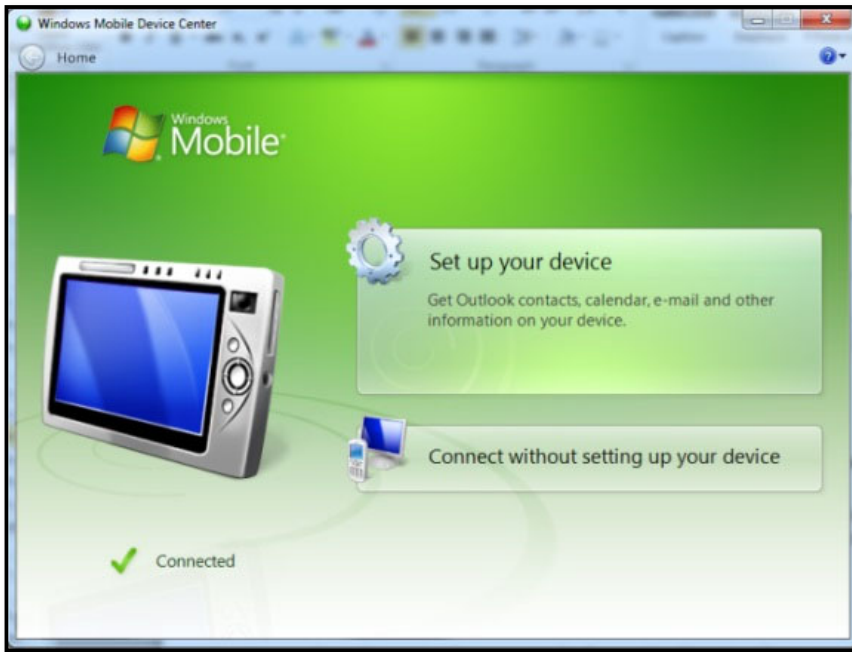 Windows Mobile Device Center
Home
Windows
Mobile
Set up your device
Get Outlook contacts, calendar, e-mail and other
information on your device.
Connect without setting up your device
Connected